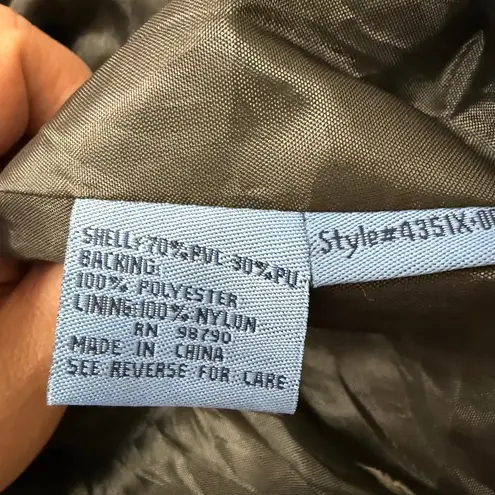 SHELL: 70% PVC 30% PU
BACKING:
100% POLYESTER
LINING:100% NYLON
RN 98790
MADE IN CHINA
SEE REVERSE FOR CARE
Style#4351X-